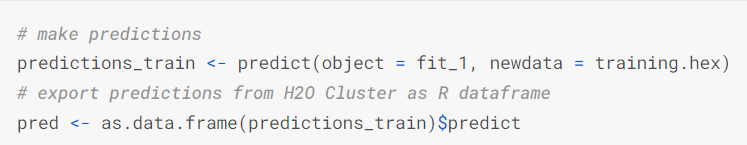 # make predictions
predictions_train <- predict(object = fit_1, newdata = training.hex)
# export predictions from H2O Cluster as R dataframe
pred <- as.data.frame(predictions_train)$predict